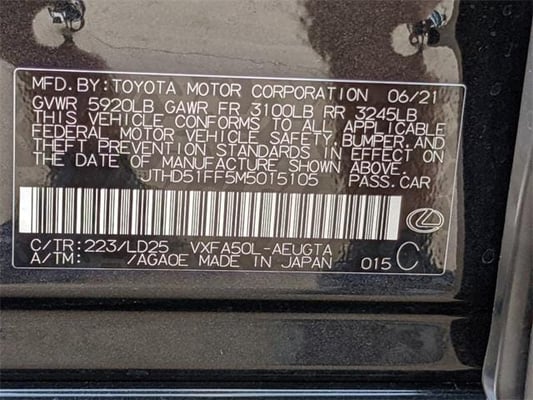 MFD. BY: TOYOTA MOTOR CORPORATION 06/21
GVWR 5920LB GAWR FR 3100LB RR 3245LB
THIS VEHICLE CONFORMS TO ALL APPLICABLE
FEDERAL MOTOR VEHICLE SAFETY, BUMPER, AND
THEFT PREVENTION STANDARDS IN EFFECT ON
THE DATE OF MANUFACTURE SHOWN ABOVE.
JTHD51FF5M5015105 PASS. CAR
C/TR: 223/LD25 VXFA50L-AEUGTA
A/TM: /AGA0E MADE IN JAPAN 015 C